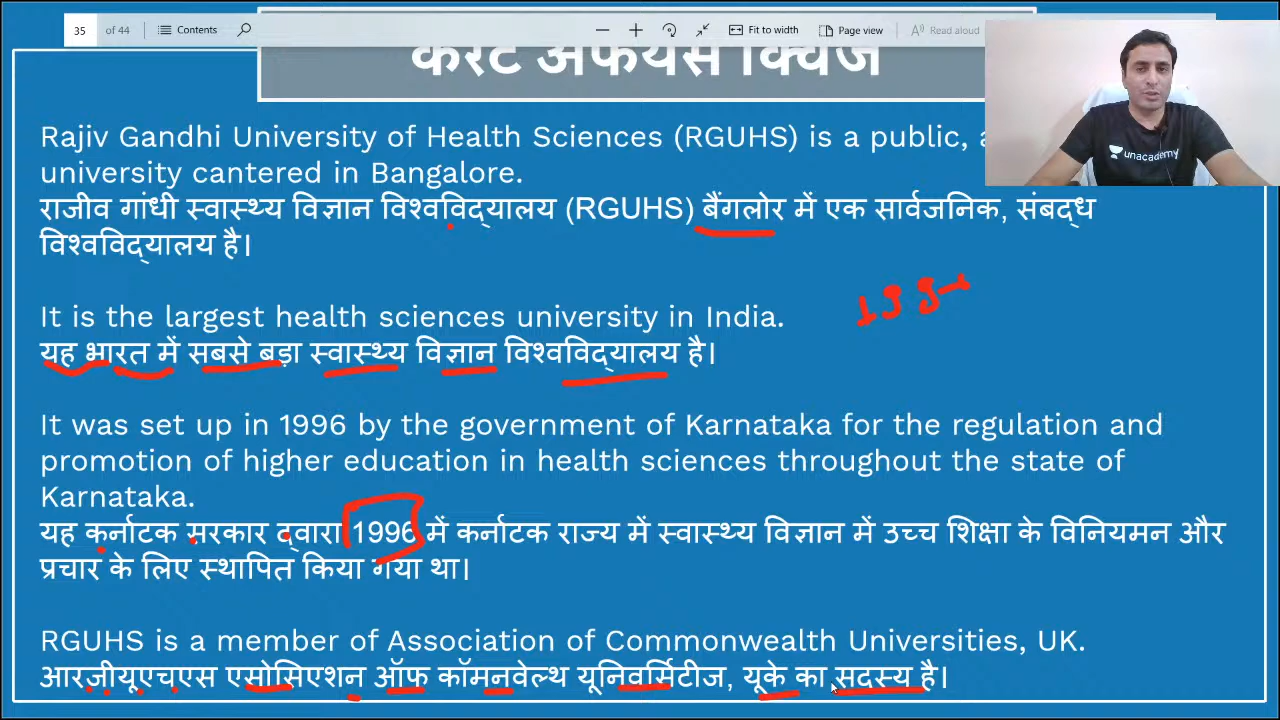 35 of 44 Contents Fit to width Page view Read aloud
करंट अफेयर्स क्विज
Rajiv Gandhi University of Health Sciences (RGUHS) is a public, a
university cantered in Bangalore.
unacademy
राजीव गांधी स्वास्थ्य विज्ञान विश्वविद्यालय (RGUHS) बैंगलोर में एक सार्वजनिक, संबद्ध
विश्वविद्यालय है।
It is the largest health sciences university in India.
यह भारत में सबसे बड़ा स्वास्थ्य विज्ञान विश्वविद्यालय है।
It was set up in 1996 by the government of Karnataka for the regulation and
promotion of higher education in health sciences throughout the state of
Karnataka.
यह कर्नाटक सरकार द्वारा 1996 में कर्नाटक राज्य में स्वास्थ्य विज्ञान में उच्च शिक्षा के विनियमन और
प्रचार के लिए स्थापित किया गया था।
RGUHS is a member of Association of Commonwealth Universities, UK.
आरजीयूएचएस एसोसिएशन ऑफ कॉमनवेल्थ यूनिवर्सिटीज, यूके का सदस्य है।